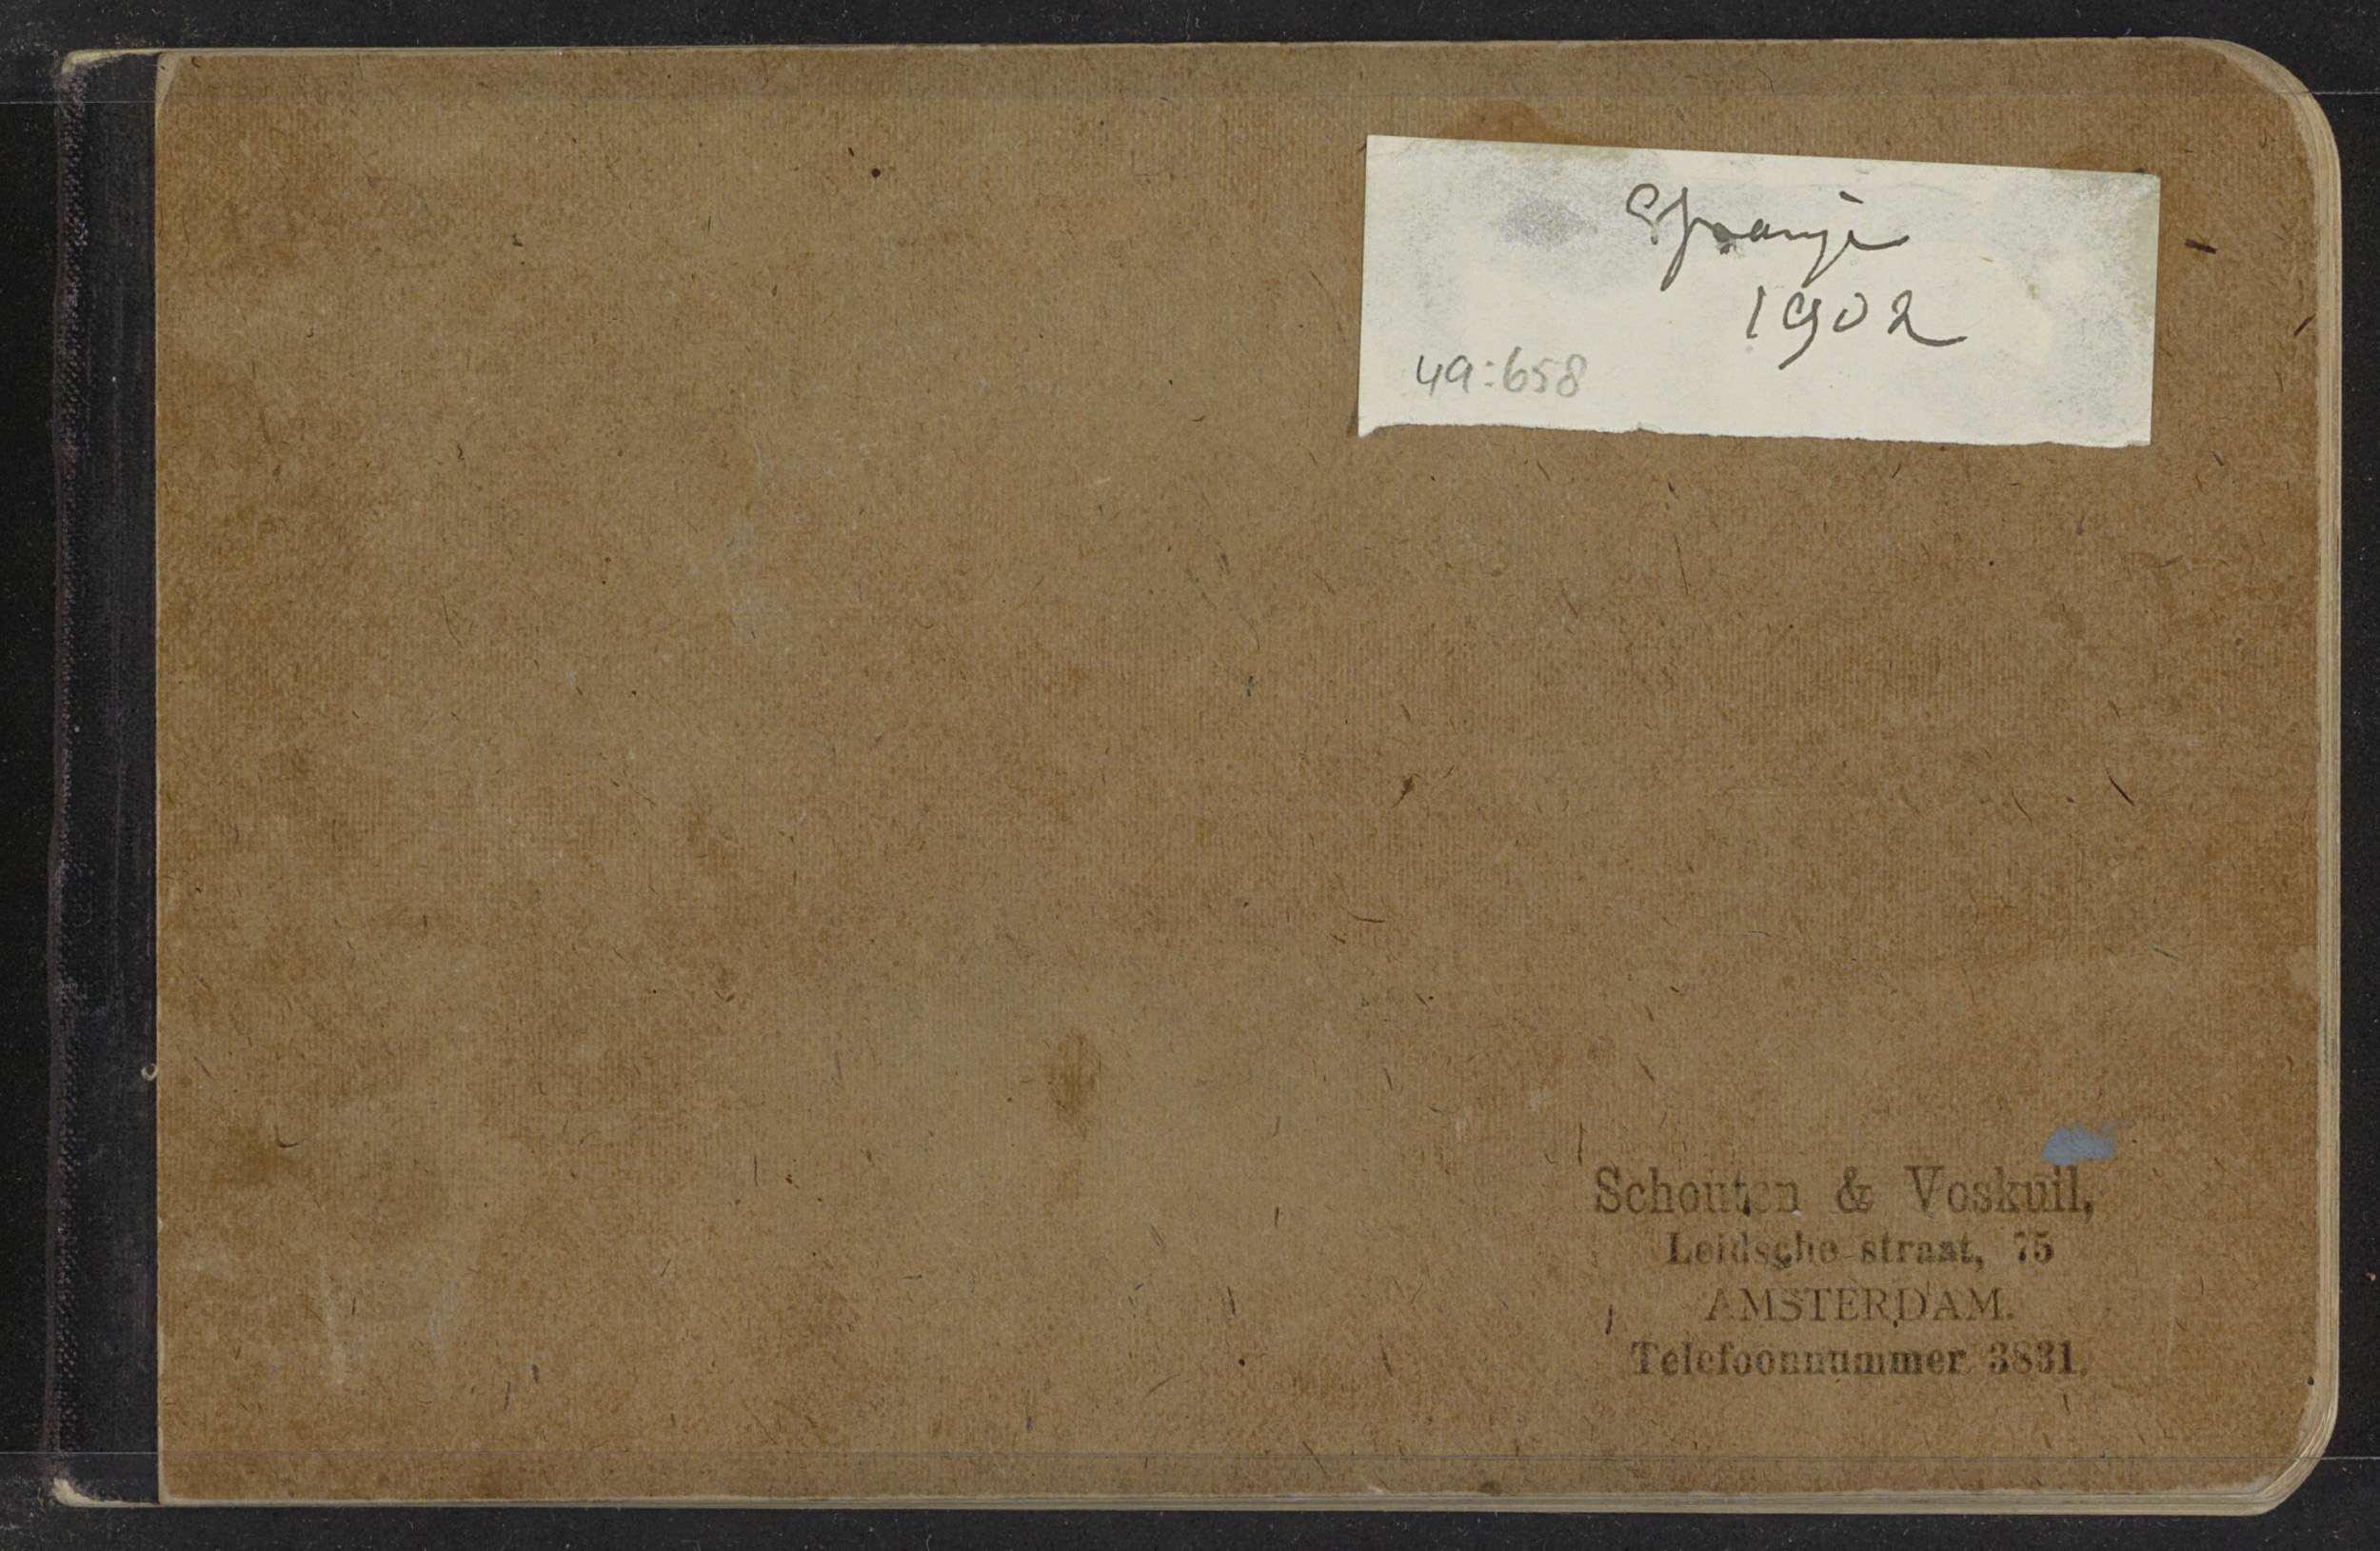 Spanje
1902
49:658
Schouten & Voskuil,
Leidsche straat, 75
AMSTERDAM.
Telefoonnummer 3831.